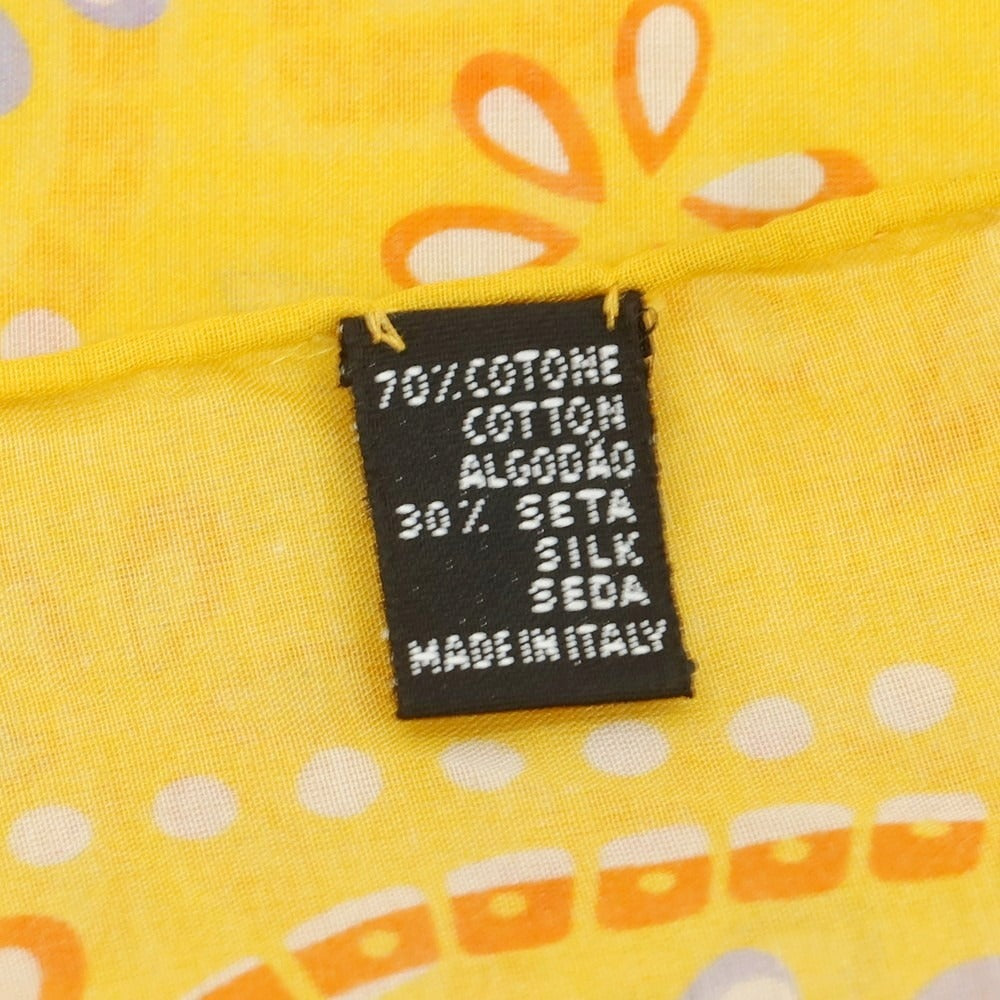 70% COTONE
COTTON
ALGODÃO
30% SETA
SILK
SEDA
MADE IN ITALY